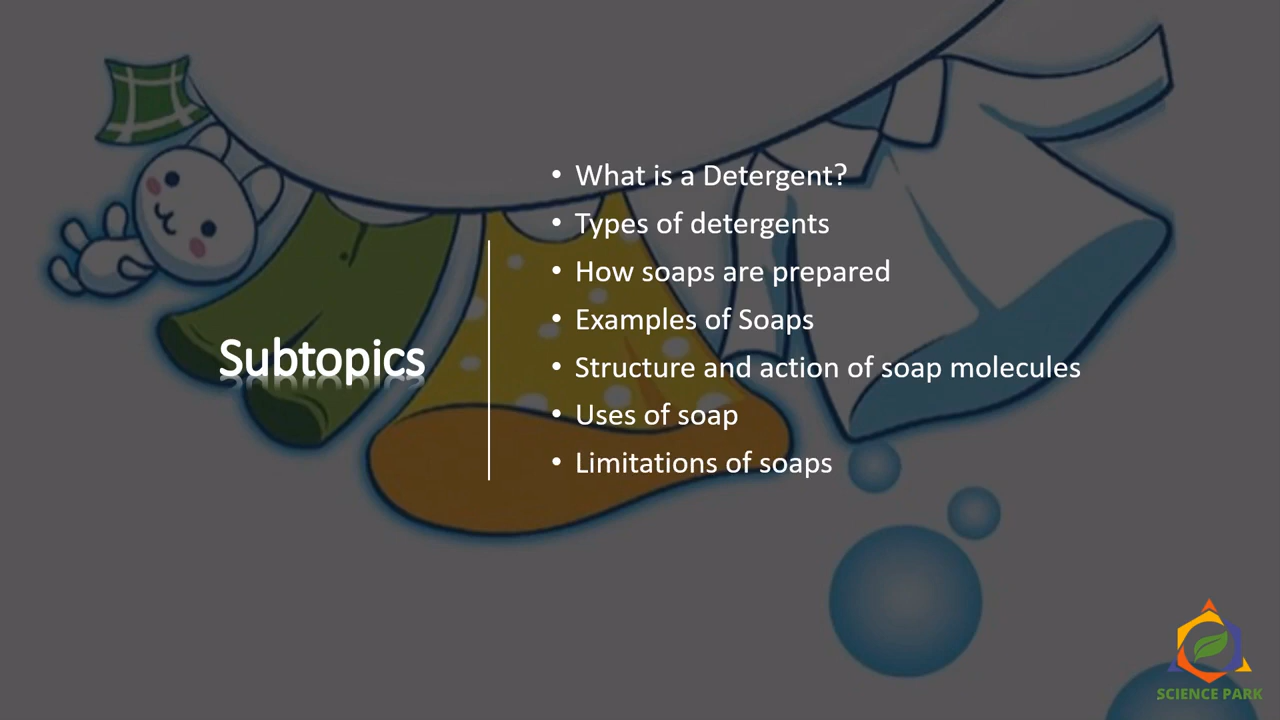 Subtopics
• What is a Detergent?
• Types of detergents
• How soaps are prepared
• Examples of Soaps
• Structure and action of soap molecules
• Uses of soap
• Limitations of soaps
SCIENCE PARK